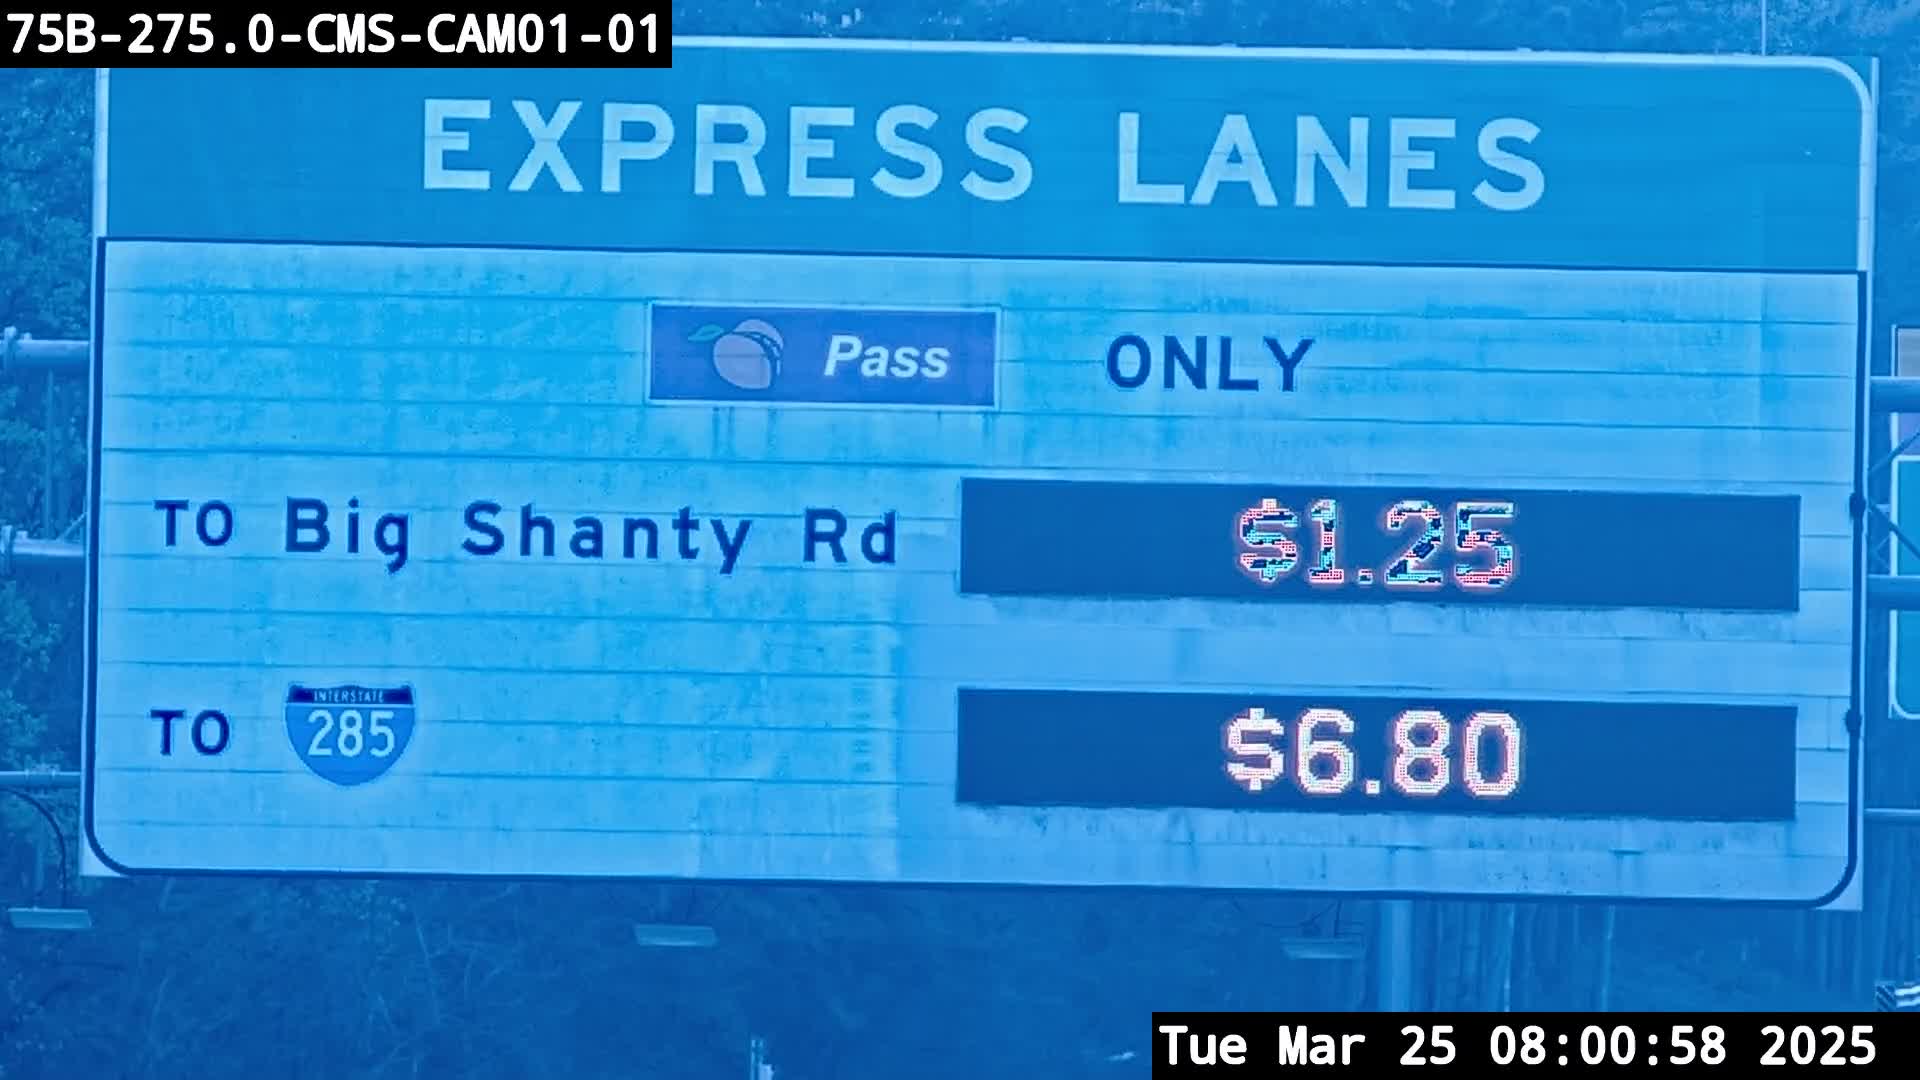 75B-275.0-CMS-CAM01-01
EXPRESS LANES
Pass ONLY
TO Big Shanty Rd $1.25
INTERSTATE
TO 285 $6.80
Tue Mar 25 08:00:58 2025